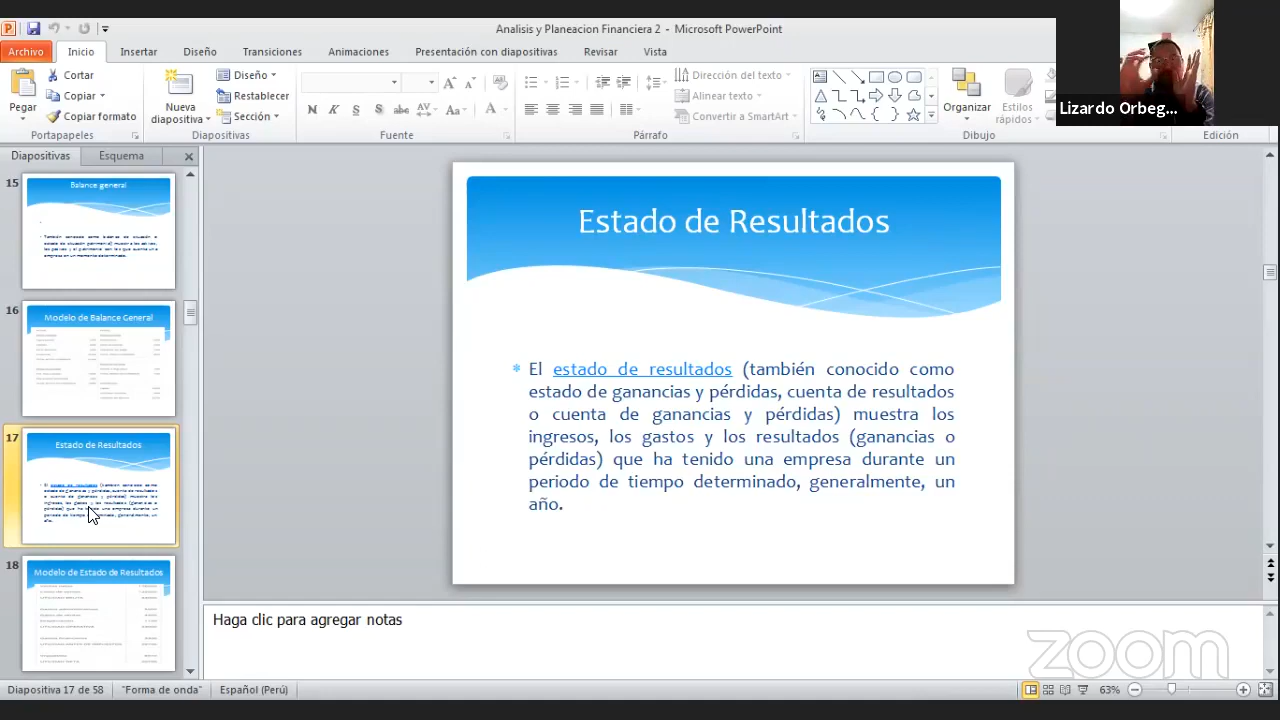 Analisis y Planeacion Financiera 2 - Microsoft PowerPoint
Archivo Inicio Insertar Diseño Transiciones Animaciones Presentación con diapositivas Revisar Vista
Pegar
Cortar
Copiar
Copiar formato
Portapapeles
Nueva diapositiva
Diseño
Restablecer
Sección
Diapositivas
Fuente
Dirección del texto
Alinear texto
Convertir a SmartArt
Párrafo
Organizar
Estilos rápidos
Dibujo
Edición
Lizardo Orbeg...
Diapositivas Esquema
15
Balance general
16
Modelo de Balance General
17
Estado de Resultados
18
Modelo de Estado de Resultados
Estado de Resultados
* El estado de resultados (también conocido como
estado de ganancias y pérdidas, cuenta de resultados
o cuenta de ganancias y pérdidas) muestra los
ingresos, los gastos y los resultados (ganancias o
pérdidas) que ha tenido una empresa durante un
periodo de tiempo determinado, generalmente, un
año.
Haga clic para agregar notas
zoom
Diapositiva 17 de 58 "Forma de onda" Español (Perú) 63%